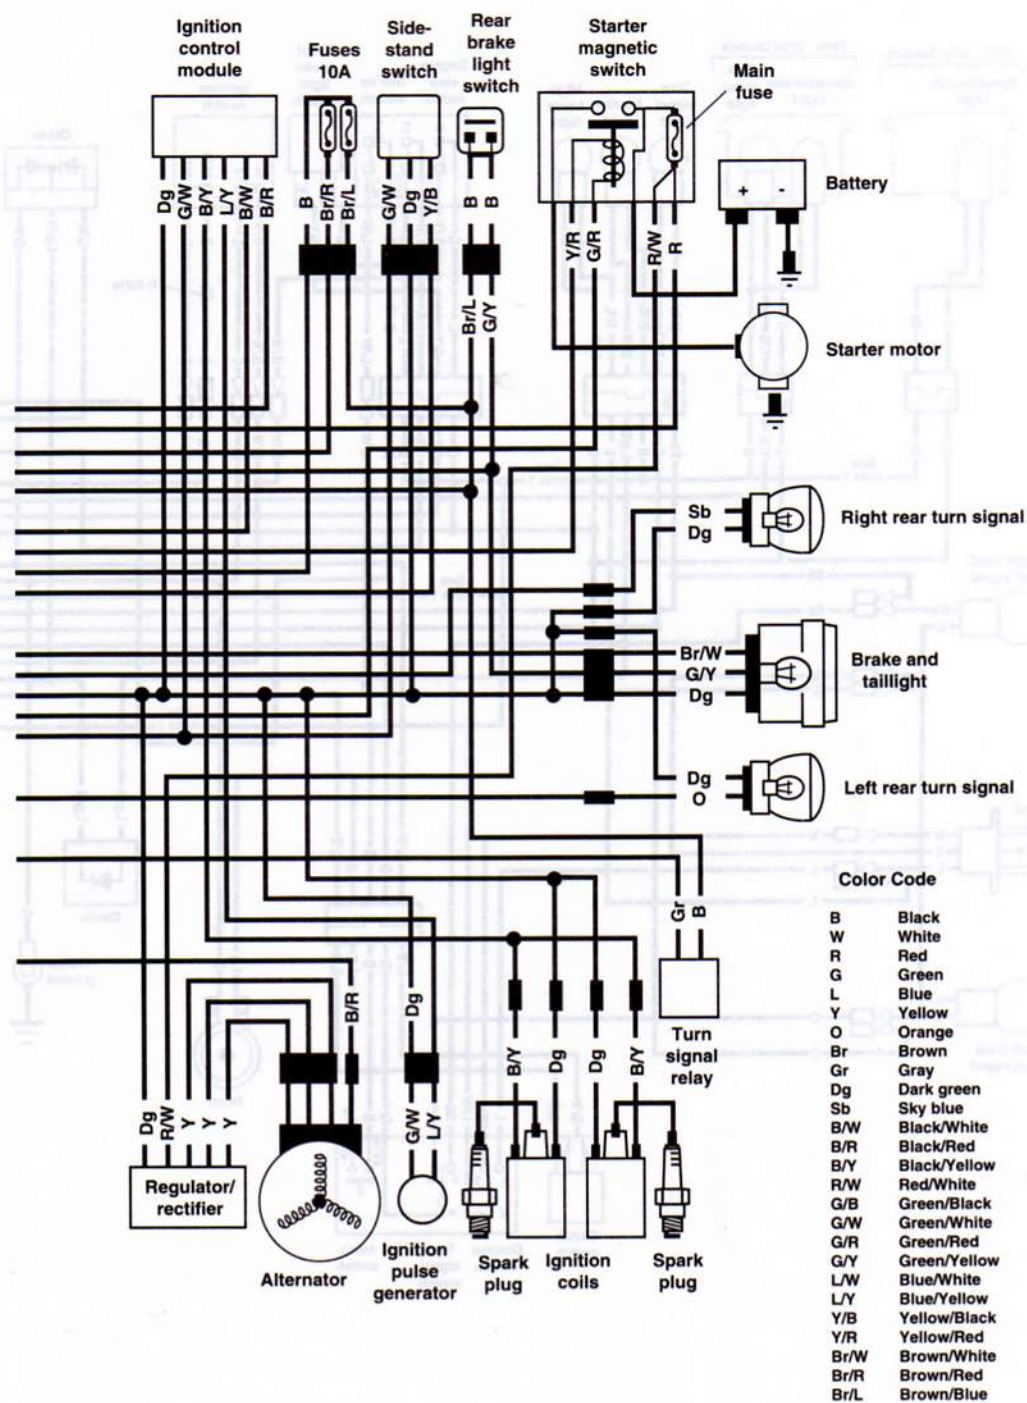 Ignition
control
module
Fuses
10A
Side-
stand
switch
Rear
brake
light
switch
Starter
magnetic
switch
Main
fuse
Battery
+ -
Dg G/W B/Y L/Y B/W B/R
B Br/R Br/L
G/W Dg Y/B
B B
Br/L G/Y
Y/R G/R R/W R
Starter motor
Sb
Dg
Right rear turn signal
Br/W
G/Y
Dg
Brake and
taillight
Dg
O
Left rear turn signal
Gr B
Turn
signal
relay
B/R
Dg
B/Y Dg Dg B/Y
Dg R/W Y Y Y
G/W L/Y
Regulator/
rectifier
Alternator
Ignition
pulse
generator
Spark
plug
Ignition
coils
Spark
plug
Color Code
B Black
W White
R Red
G Green
L Blue
Y Yellow
O Orange
Br Brown
Gr Gray
Dg Dark green
Sb Sky blue
B/W Black/White
B/R Black/Red
B/Y Black/Yellow
R/W Red/White
G/B Green/Black
G/W Green/White
G/R Green/Red
G/Y Green/Yellow
L/W Blue/White
L/Y Blue/Yellow
Y/B Yellow/Black
Y/R Yellow/Red
Br/W Brown/White
Br/R Brown/Red
Br/L Brown/Blue